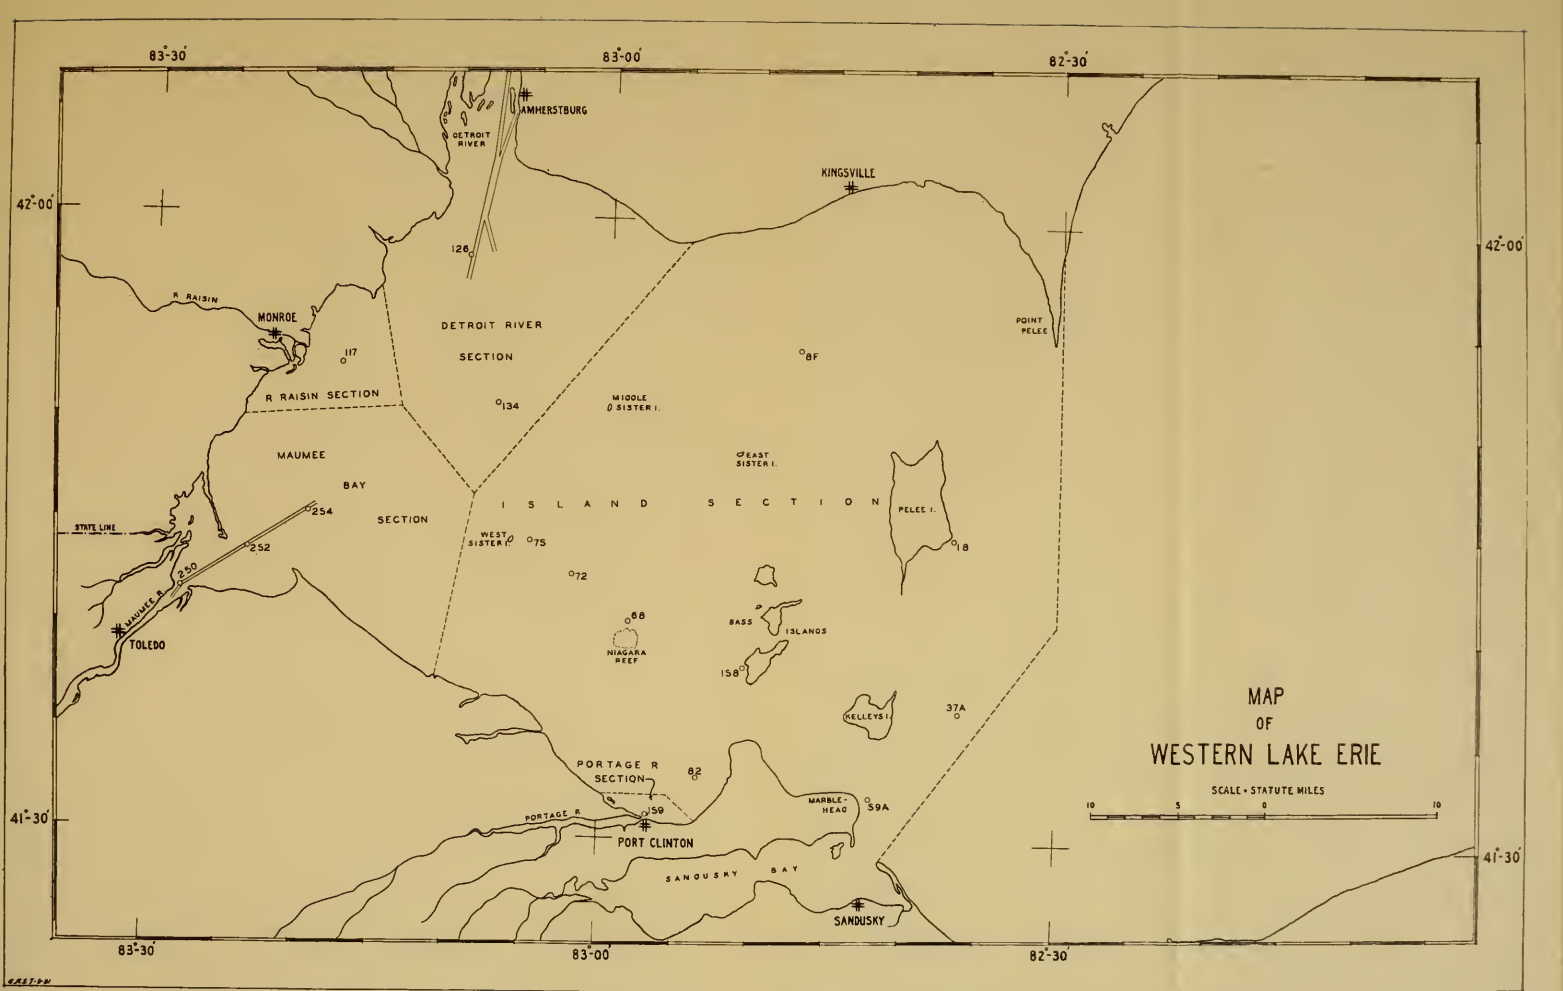 83°-30'
83°-00'
82°-30'
AMHERSTBURG
DETROIT
RIVER
KINGSVILLE
42°-00'
42°-00'
126
R RAISIN
MONROE
POINT
PELEE
DETROIT RIVER
SECTION
117
8F
R RAISIN SECTION
134
MIDDLE
SISTER I.
MAUMEE
BAY
SECTION
EAST
SISTER I.
ISLAND SECTION
PELEE I.
254
STATE LINE
252
WEST
SISTER I.
75
18
250
72
MAUMEE R
TOLEDO
68
NIAGARA
REEF
BASS
ISLANDS
158
KELLEYS I.
37A
MAP
OF
WESTERN LAKE ERIE
SCALE - STATUTE MILES
10 5 0 10
PORTAGE R
SECTION
82
MARBLE-
HEAD
59A
159
PORTAGE R
PORT CLINTON
41°-30'
41°-30'
SANDUSKY BAY
SANDUSKY
83°-30'
83°-00'
82°-30'